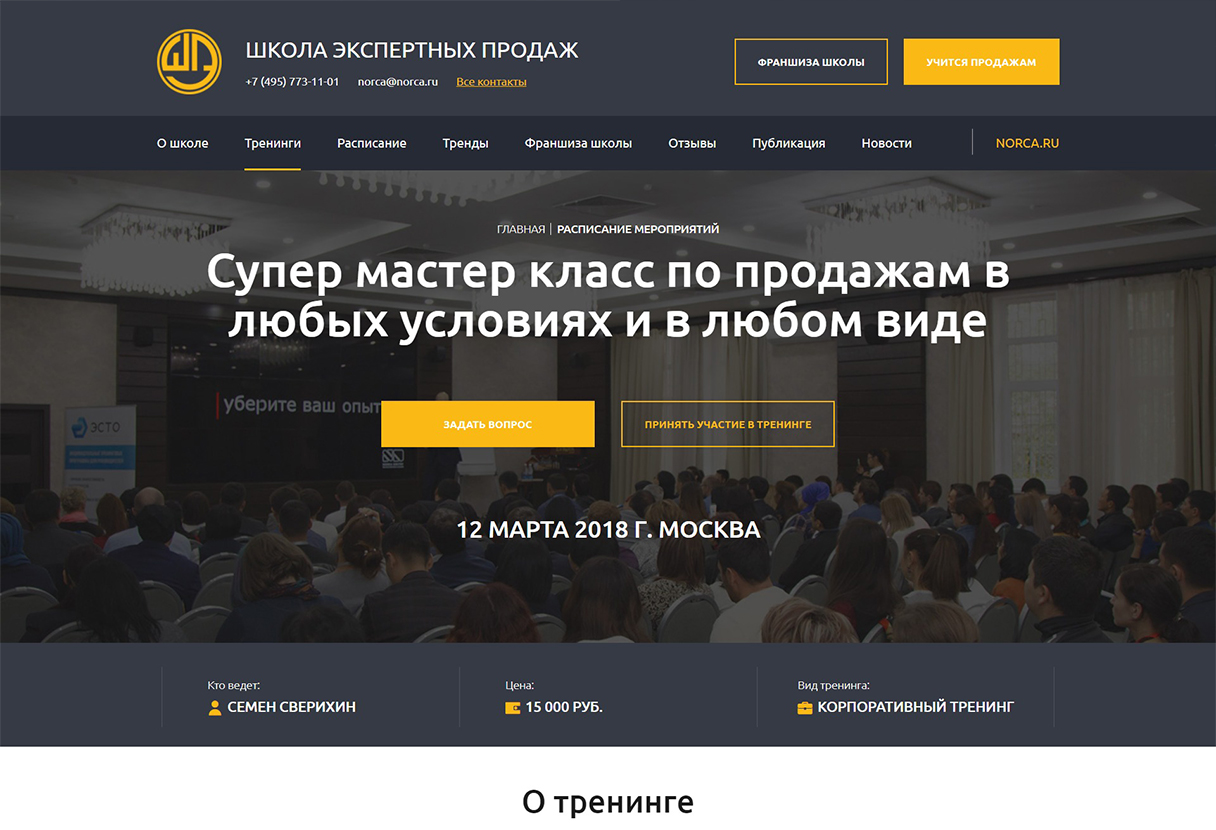 ШКОЛА ЭКСПЕРТНЫХ ПРОДАЖ
+7 (495) 773-11-01 norca@norca.ru Все контакты
ФРАНШИЗА ШКОЛЫ
УЧИТСЯ ПРОДАЖАМ
О школе Тренинги Расписание Тренды Франшиза школы Отзывы Публикация Новости NORCA.RU
ГЛАВНАЯ | РАСПИСАНИЕ МЕРОПРИЯТИЙ
Супер мастер класс по продажам в
любых условиях и в любом виде
уберите ваш опыт
ЭСТО
ЗАДАТЬ ВОПРОС
ПРИНЯТЬ УЧАСТИЕ В ТРЕНИНГЕ
12 МАРТА 2018 Г. МОСКВА
Кто ведет:
СЕМЕН СВЕРИХИН
Цена:
15 000 РУБ.
Вид тренинга:
КОРПОРАТИВНЫЙ ТРЕНИНГ
О тренинге